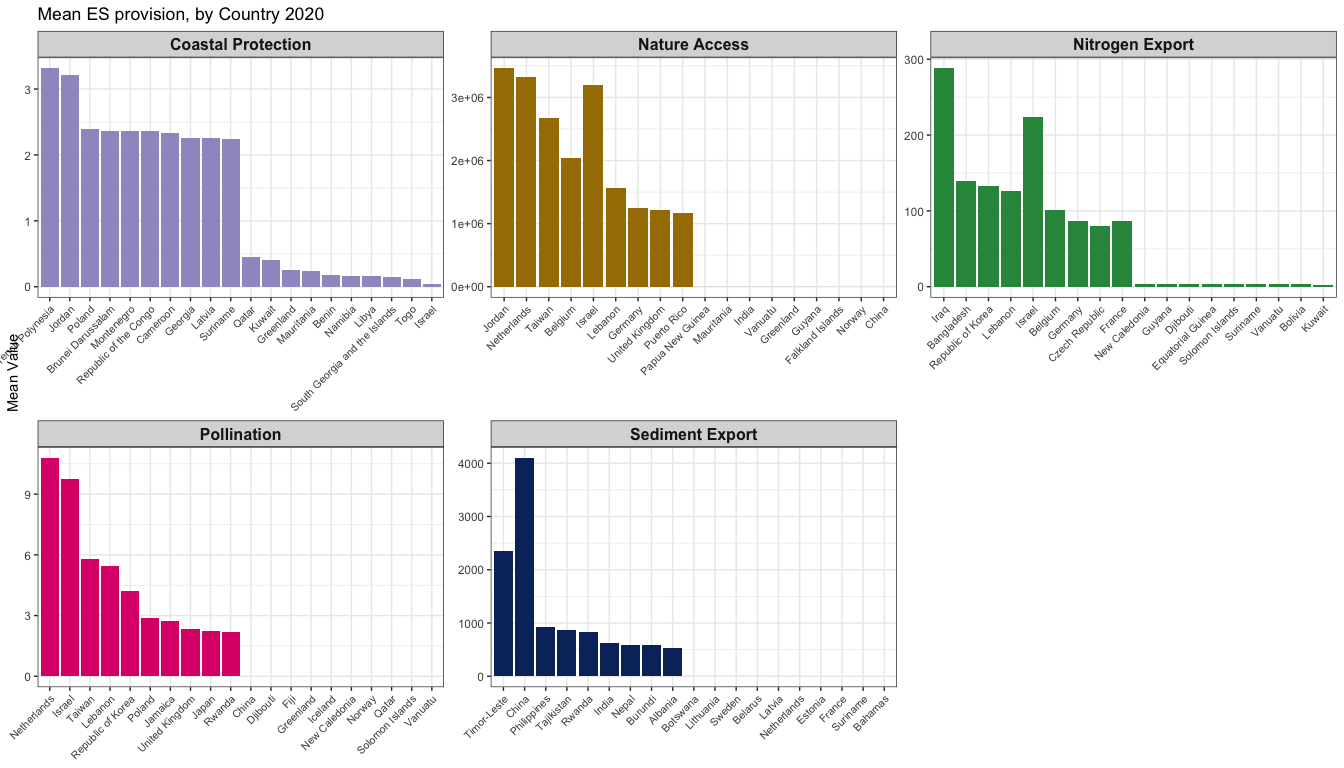 Mean ES provision, by Country 2020
Coastal Protection
3
2
1
0
Polynesia
Jordan
Poland
Brunei Darussalam
Montenegro
Republic of the Congo
Cameroon
Georgia
Latvia
Suriname
Qatar
Kuwait
Greenland
Mauritania
Benin
Namibia
Libya
South Georgia and the Islands
Togo
Israel
Nature Access
3e+06
2e+06
1e+06
0e+00
Jordan
Netherlands
Taiwan
Belgium
Israel
Lebanon
Germany
United Kingdom
Puerto Rico
Papua New Guinea
Mauritania
India
Vanuatu
Greenland
Guyana
Falkland Islands
Norway
China
Nitrogen Export
300
200
100
0
Iraq
Bangladesh
Republic of Korea
Lebanon
Israel
Belgium
Germany
Czech Republic
France
New Caledonia
Guyana
Djibouti
Equatorial Guinea
Solomon Islands
Suriname
Vanuatu
Bolivia
Kuwait
Mean Value
Pollination
9
6
3
0
Netherlands
Israel
Taiwan
Lebanon
Republic of Korea
Poland
Jamaica
United Kingdom
Japan
Rwanda
China
Djibouti
Fiji
Greenland
Iceland
New Caledonia
Norway
Qatar
Solomon Islands
Vanuatu
Sediment Export
4000
3000
2000
1000
0
Timor-Leste
China
Philippines
Tajikistan
Rwanda
India
Nepal
Burundi
Albania
Botswana
Lithuania
Sweden
Belarus
Latvia
Netherlands
Estonia
France
Suriname
Bahamas